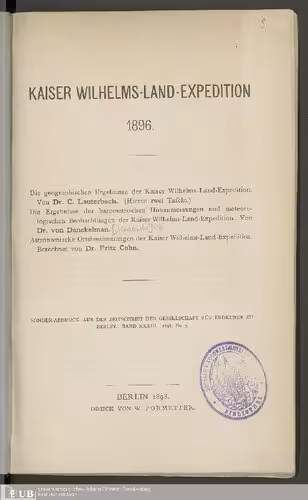 KAISER WILHELMS-LAND-EXPEDITION
1896.
Die geographischen Ergebnisse der Kaiser Wilhelms-Land-Expedition.
Von Dr. C. Lauterbach. (Hierzu zwei Tafeln.)
Die Ergebnisse der barometrischen Höhenmessungen und meteoro-
logischen Beobachtungen der Kaiser Wilhelms-Land-Expedition. Von
Dr. von Danckelman.
Astronomische Ortsbestimmungen der Kaiser Wilhelms-Land-Expedition.
Berechnet von Dr. Fritz Cohn.
SONDER-ABDRUCK AUS DER ZEITSCHRIFT DER GESELLSCHAFT FÜR ERDKUNDE ZU
BERLIN. BAND XXXIII, 1898, No. 3.
BERLIN 1898.
DRUCK VON W. PORMETTER.
BIBLIOTHEK
UB